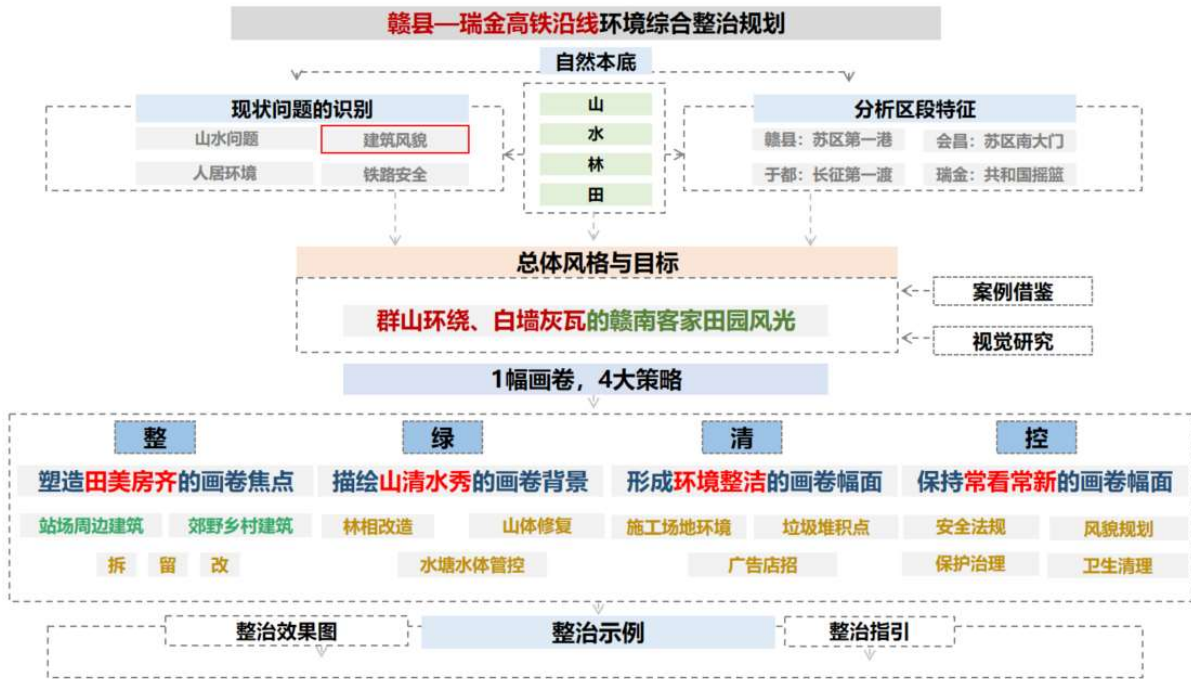 赣县—瑞金高铁沿线环境综合整治规划
自然本底
现状问题的识别
山水问题
建筑风貌
人居环境
铁路安全
山
水
林
田
分析区段特征
赣县：苏区第一港
会昌：苏区南大门
于都：长征第一渡
瑞金：共和国摇篮
总体风格与目标
群山环绕、白墙灰瓦的赣南客家田园风光
案例借鉴
视觉研究
1幅画卷，4大策略
整
塑造田美房齐的画卷焦点
站场周边建筑
郊野乡村建筑
拆
留
改
绿
描绘山清水秀的画卷背景
林相改造
山体修复
水塘水体管控
清
形成环境整洁的画卷幅面
施工场地环境
垃圾堆积点
广告店招
控
保持常看常新的画卷幅面
安全法规
风貌规划
保护治理
卫生清理
整治效果图
整治示例
整治指引